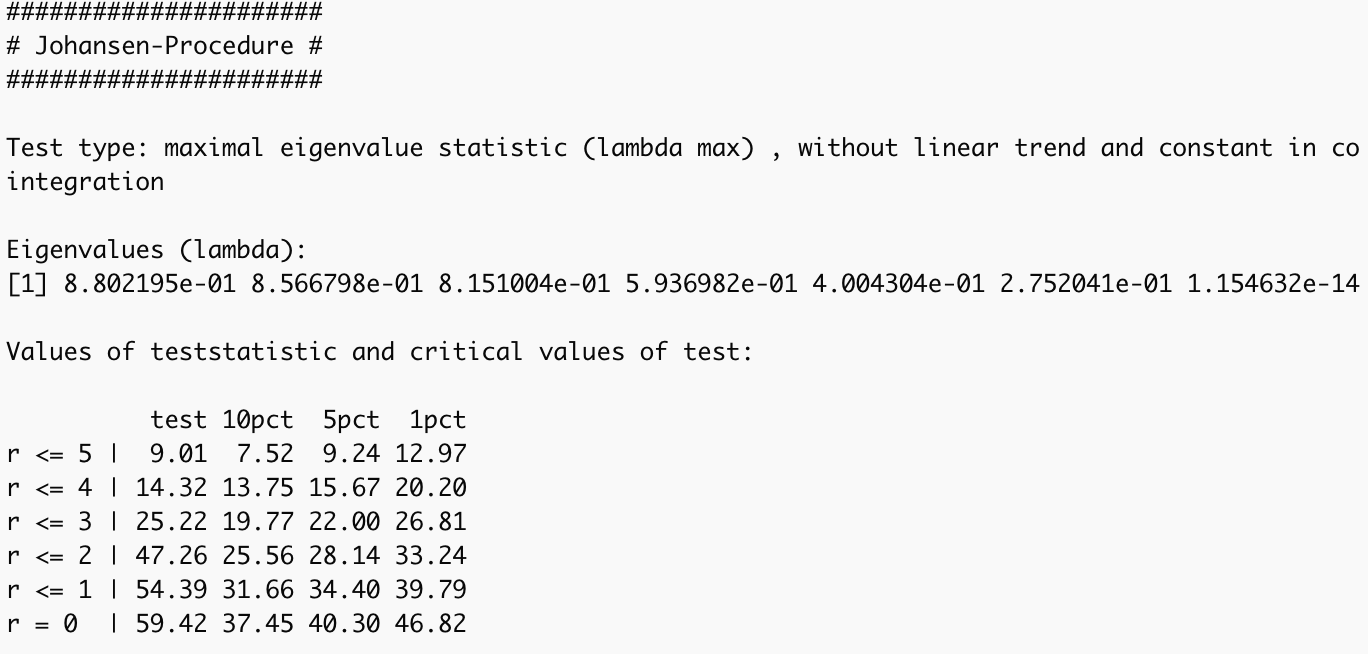 ######################
# Johansen-Procedure #
######################
Test type: maximal eigenvalue statistic (lambda max) , without linear trend and constant in co
integration
Eigenvalues (lambda):
[1] 8.802195e-01 8.566798e-01 8.151004e-01 5.936982e-01 4.004304e-01 2.752041e-01 1.154632e-14
Values of teststatistic and critical values of test:
          test 10pct  5pct  1pct
r <= 5 |  9.01  7.52  9.24 12.97
r <= 4 | 14.32 13.75 15.67 20.20
r <= 3 | 25.22 19.77 22.00 26.81
r <= 2 | 47.26 25.56 28.14 33.24
r <= 1 | 54.39 31.66 34.40 39.79
r = 0  | 59.42 37.45 40.30 46.82